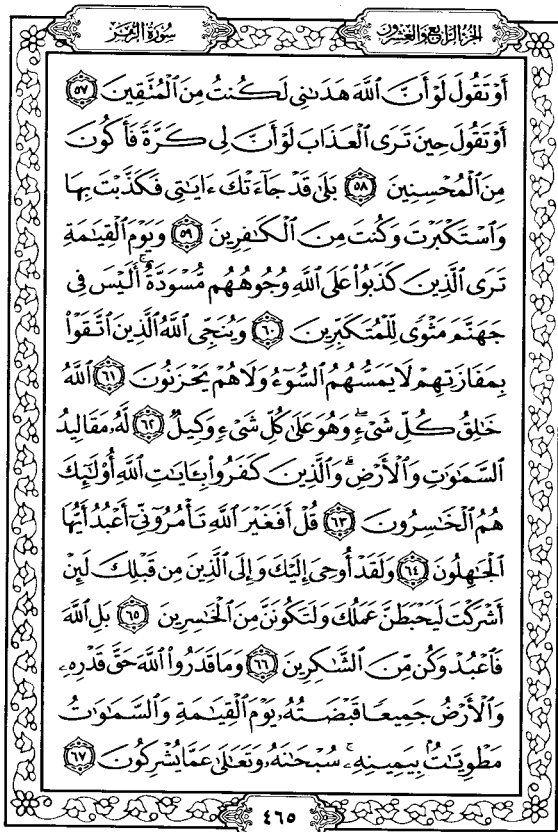 الجزء الرابع والعشرون
سورة الزمر
أَوْ تَقُولَ لَوْ أَنَّ ٱللَّهَ هَدَىٰنِى لَكُنتُ مِنَ ٱلْمُتَّقِينَ ٥٧
أَوْ تَقُولَ حِينَ تَرَى ٱلْعَذَابَ لَوْ أَنَّ لِى كَرَّةً فَأَكُونَ
مِنَ ٱلْمُحْسِنِينَ ٥٨ بَلَىٰ قَدْ جَآءَتْكَ ءَايَٰتِى فَكَذَّبْتَ بِهَا
وَٱسْتَكْبَرْتَ وَكُنتَ مِنَ ٱلْكَٰفِرِينَ ٥٩ وَيَوْمَ ٱلْقِيَٰمَةِ
تَرَى ٱلَّذِينَ كَذَبُوا۟ عَلَى ٱللَّهِ وُجُوهُهُم مُّسْوَدَّةٌ ۚ أَلَيْسَ فِى
جَهَنَّمَ مَثْوًى لِّلْمُتَكَبِّرِينَ ٦٠ وَيُنَجِّى ٱللَّهُ ٱلَّذِينَ ٱتَّقَوْا۟
بِمَفَازَتِهِمْ لَا يَمَسُّهُمُ ٱلسُّوٓءُ وَلَا هُمْ يَحْزَنُونَ ٦١ ٱللَّهُ
خَٰلِقُ كُلِّ شَىْءٍ ۖ وَهُوَ عَلَىٰ كُلِّ شَىْءٍ وَكِيلٌ ٦٢ لَّهُۥ مَقَالِيدُ
ٱلسَّمَٰوَٰتِ وَٱلْأَرْضِ ۗ وَٱلَّذِينَ كَفَرُوا۟ بِـَٔايَٰتِ ٱللَّهِ أُو۟لَٰٓئِكَ
هُمُ ٱلْخَٰسِرُونَ ٦٣ قُلْ أَفَغَيْرَ ٱللَّهِ تَأْمُرُوٓنِّىٓ أَعْبُدُ أَيُّهَا
ٱلْجَٰهِلُونَ ٦٤ وَلَقَدْ أُوحِىَ إِلَيْكَ وَإِلَى ٱلَّذِينَ مِن قَبْلِكَ لَئِنْ
أَشْرَكْتَ لَيَحْبَطَنَّ عَمَلُكَ وَلَتَكُونَنَّ مِنَ ٱلْخَٰسِرِينَ ٦٥ بَلِ ٱللَّهَ
فَٱعْبُدْ وَكُن مِّنَ ٱلشَّٰكِرِينَ ٦٦ وَمَا قَدَرُوا۟ ٱللَّهَ حَقَّ قَدْرِهِۦ
وَٱلْأَرْضُ جَمِيعًا قَبْضَتُهُۥ يَوْمَ ٱلْقِيَٰمَةِ وَٱلسَّمَٰوَٰتُ
مَطْوِيَّٰتٌۢ بِيَمِينِهِۦ ۚ سُبْحَٰنَهُۥ وَتَعَٰلَىٰ عَمَّا يُشْرِكُونَ ٦٧
٤٦٥